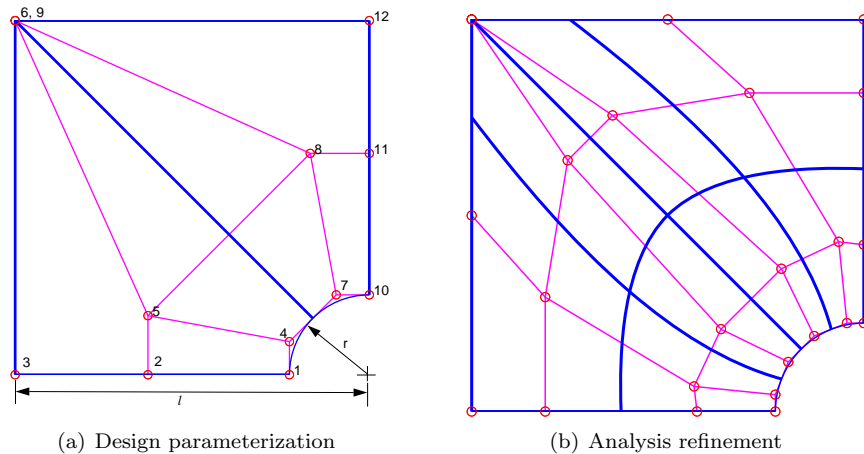 6, 9
12
8
11
7
10
5
4
r
3
2
1
l
(a) Design parameterization
(b) Analysis refinement